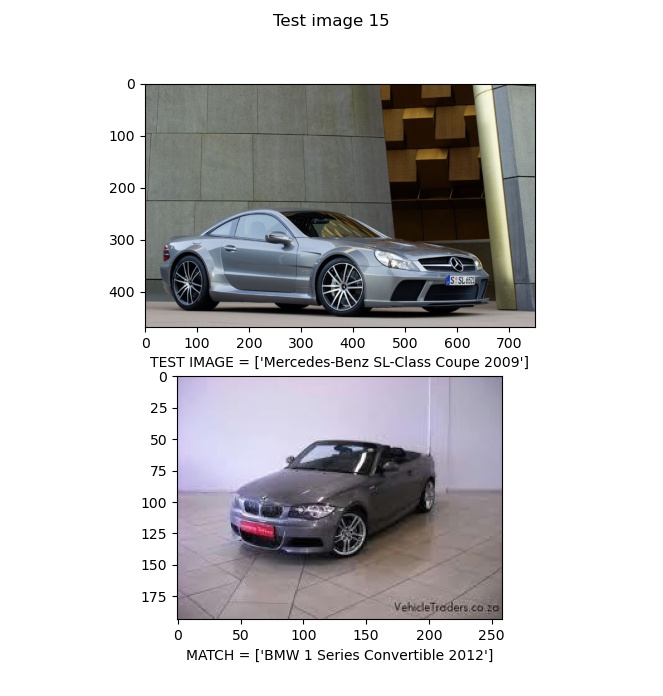 Test image 15
0
100
200
300
400
0 100 200 300 400 500 600 700
TEST IMAGE = ['Mercedes-Benz SL-Class Coupe 2009']
0
25
50
75
100
125
150
175
VehicleTraders.co.za
0 50 100 150 200 250
MATCH = ['BMW 1 Series Convertible 2012']